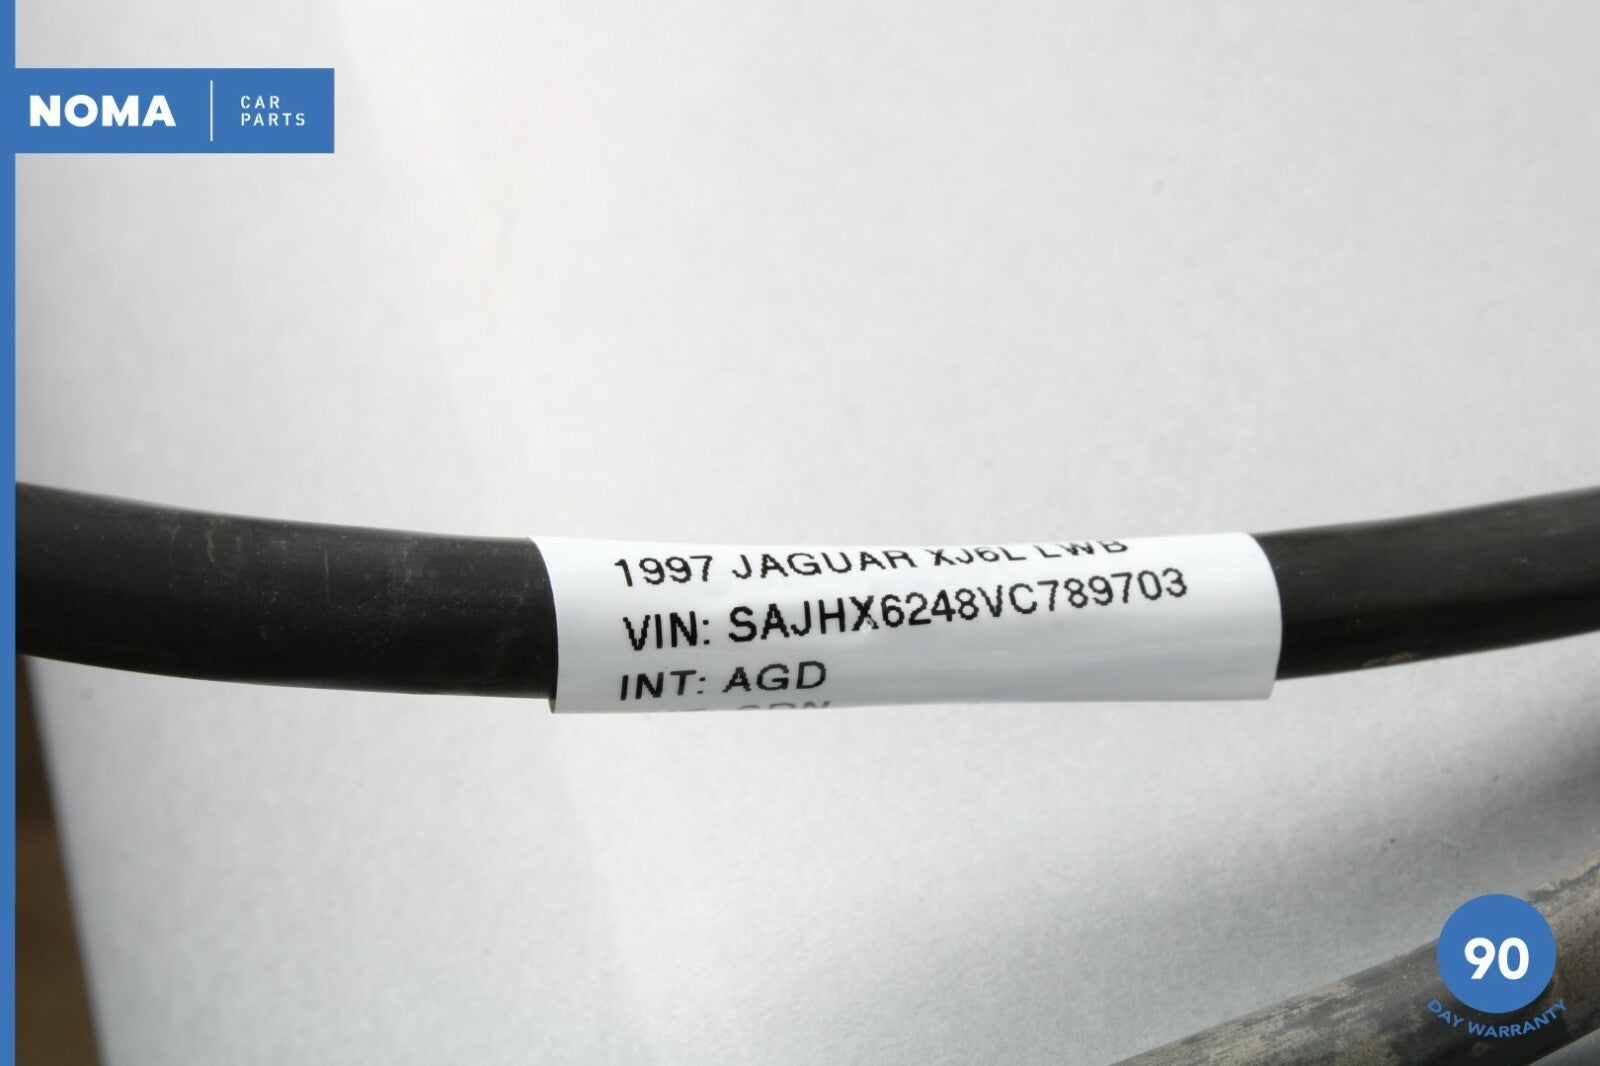 NOMA
CAR
PARTS
1997 JAGUAR XJ6L LWB
VIN: SAJHX6248VC789703
INT: AGD
90
DAY WARRANTY